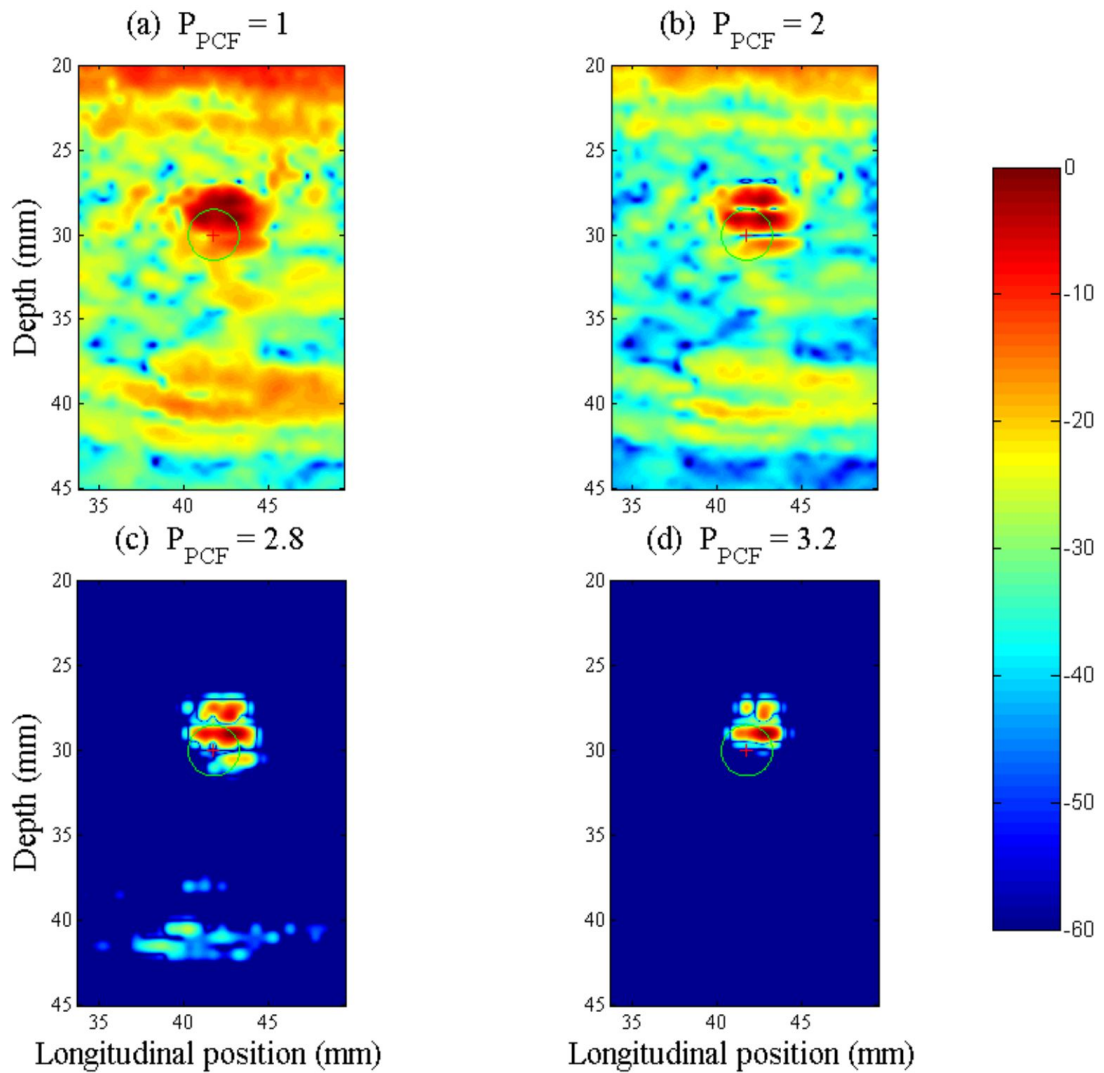 (a) P_PCF = 1
(b) P_PCF = 2
20
25
30
35
40
45
35 40 45
Depth (mm)
20
25
30
35
40
45
35 40 45
0
-10
-20
-30
-40
-50
-60
(c) P_PCF = 2.8
(d) P_PCF = 3.2
20
25
30
35
40
45
35 40 45
Depth (mm)
Longitudinal position (mm)
20
25
30
35
40
45
35 40 45
Longitudinal position (mm)